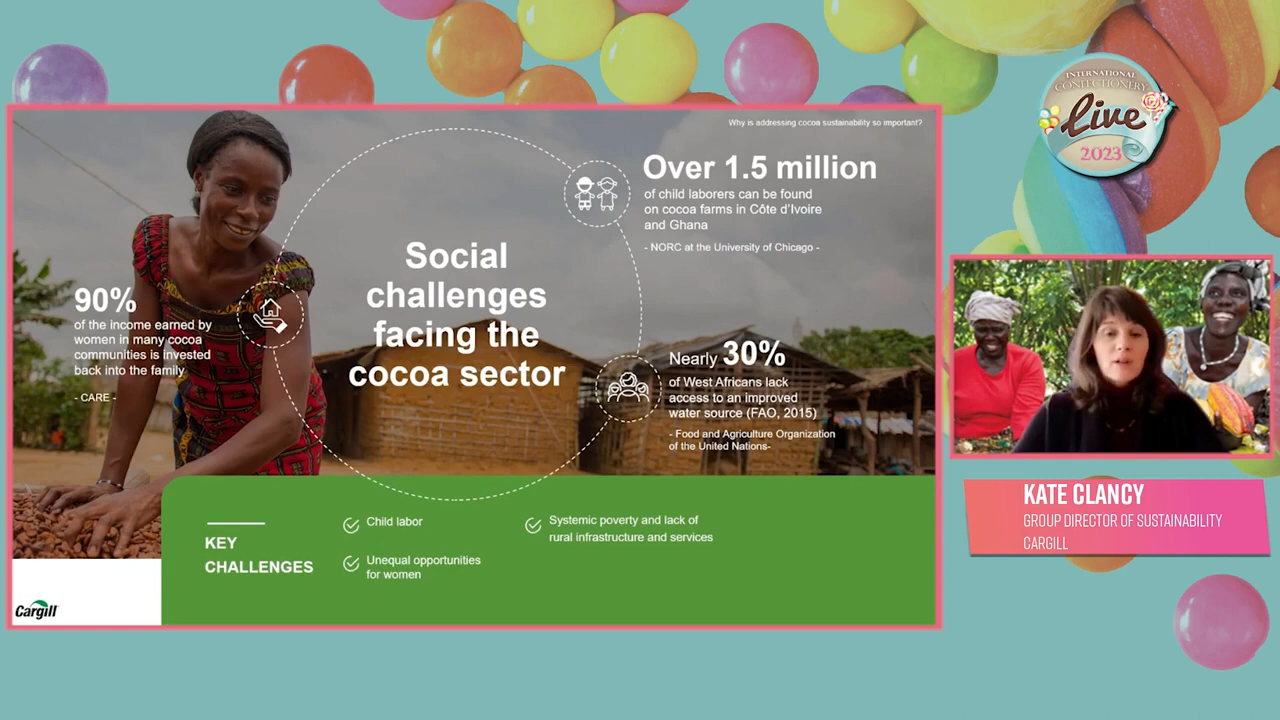 Why is addressing cocoa sustainability so important?
Over 1.5 million
of child laborers can be found
on cocoa farms in Côte d'Ivoire
and Ghana
- NORC at the University of Chicago -
Social
challenges
facing the
cocoa sector
90%
of the income earned by
women in many cocoa
communities is invested
back into the family
- CARE -
Nearly 30%
of West Africans lack
access to an improved
water source (FAO, 2015)
- Food and Agriculture Organization
of the United Nations-
KEY
CHALLENGES
Child labor
Unequal opportunities
for women
Systemic poverty and lack of
rural infrastructure and services
Cargill
INTERNATIONAL
CONFECTIONERY
Live
2023
KATE CLANCY
GROUP DIRECTOR OF SUSTAINABILITY
CARGILL